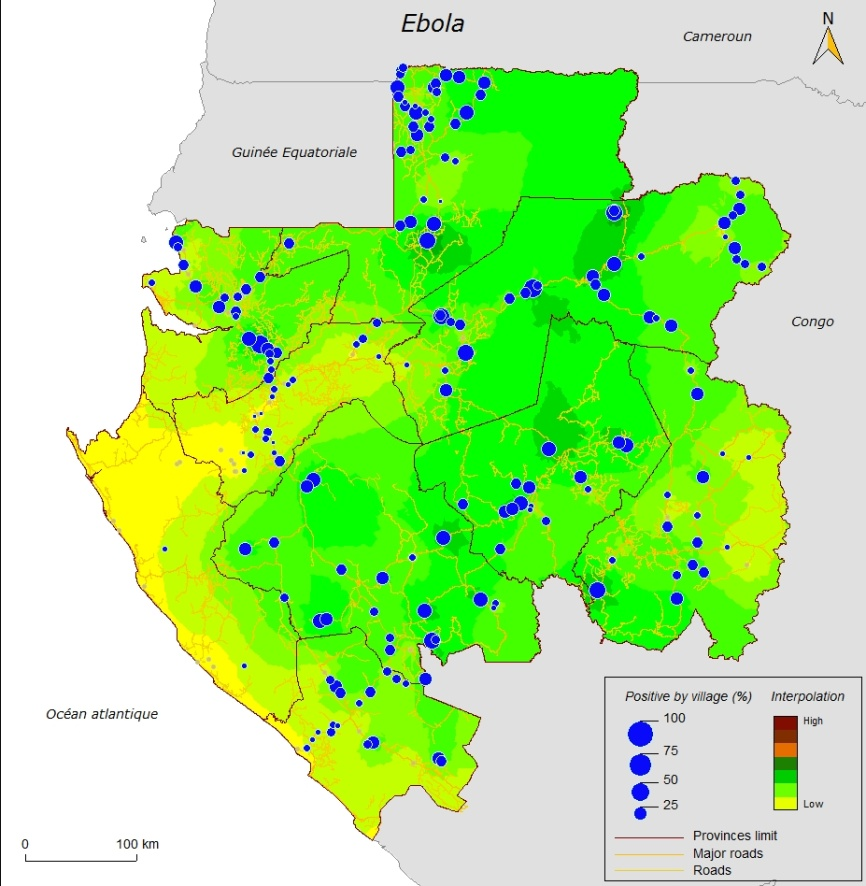 Ebola
N
Cameroun
Guinée Equatoriale
Congo
Océan atlantique
Positive by village (%)
Interpolation
100
75
50
25
High
Low
Provinces limit
Major roads
Roads
0
100 km